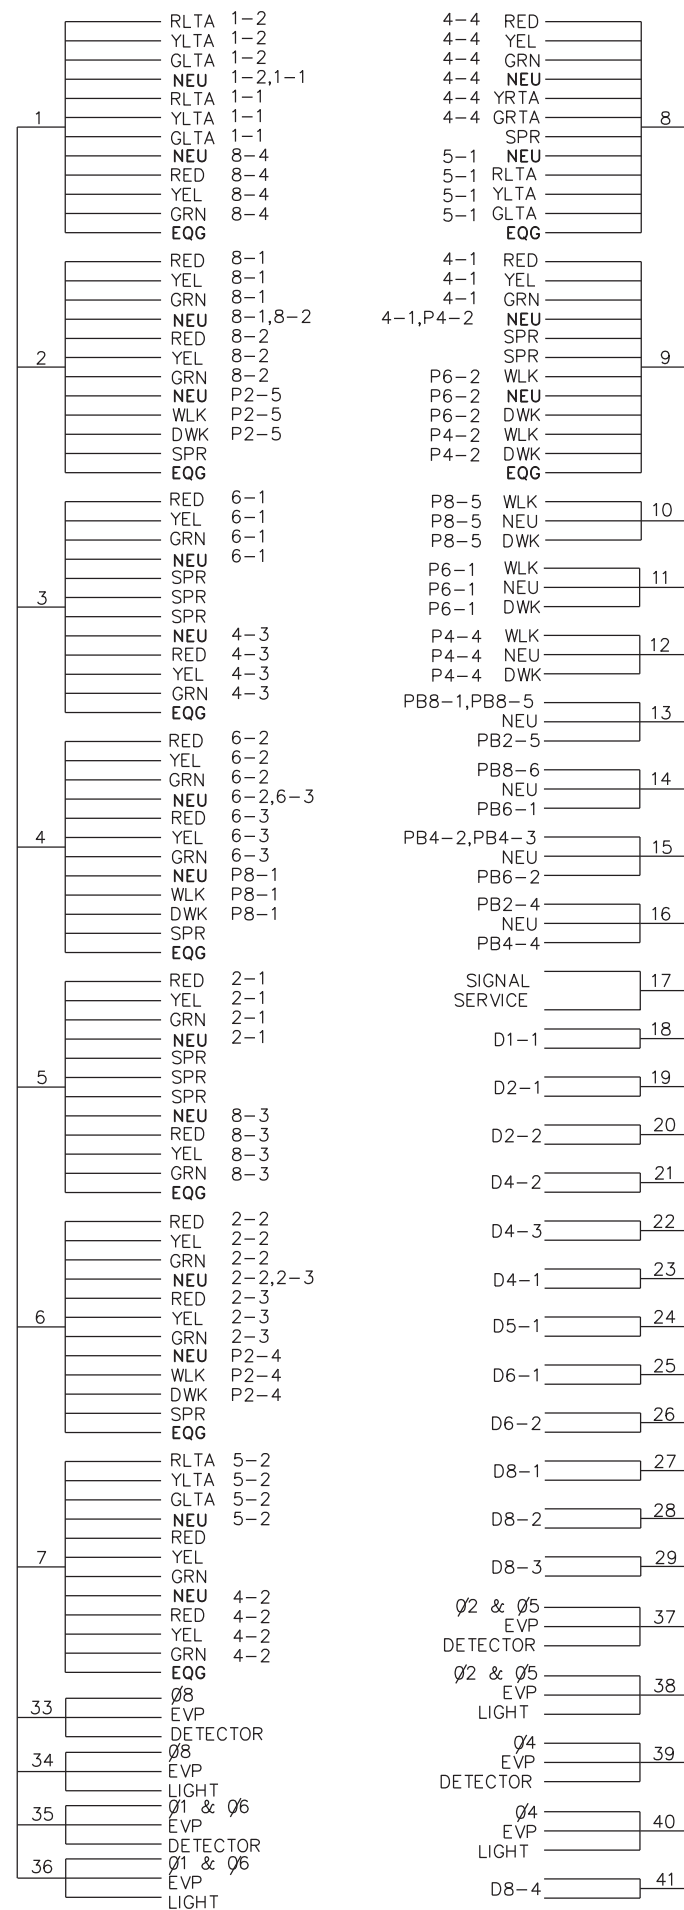 1
RLTA 1-2
YLTA 1-2
GLTA 1-2
NEU 1-2,1-1
RLTA 1-1
YLTA 1-1
GLTA 1-1
NEU 8-4
RED 8-4
YEL 8-4
GRN 8-4
EQG
2
RED 8-1
YEL 8-1
GRN 8-1
NEU 8-1,8-2
RED 8-2
YEL 8-2
GRN 8-2
NEU P2-5
WLK P2-5
DWK P2-5
SPR
EQG
3
RED 6-1
YEL 6-1
GRN 6-1
NEU 6-1
SPR
SPR
SPR
NEU 4-3
RED 4-3
YEL 4-3
GRN 4-3
EQG
4
RED 6-2
YEL 6-2
GRN 6-2
NEU 6-2,6-3
RED 6-3
YEL 6-3
GRN 6-3
NEU P8-1
WLK P8-1
DWK P8-1
SPR
EQG
5
RED 2-1
YEL 2-1
GRN 2-1
NEU 2-1
SPR
SPR
SPR
NEU 8-3
RED 8-3
YEL 8-3
GRN 8-3
EQG
6
RED 2-2
YEL 2-2
GRN 2-2
NEU 2-2,2-3
RED 2-3
YEL 2-3
GRN 2-3
NEU P2-4
WLK P2-4
DWK P2-4
SPR
EQG
7
RLTA 5-2
YLTA 5-2
GLTA 5-2
NEU 5-2
RED
YEL
GRN
NEU 4-2
RED 4-2
YEL 4-2
GRN 4-2
EQG
33
Ø8
EVP
DETECTOR
34
Ø8
EVP
LIGHT
35
Ø1 & Ø6
EVP
DETECTOR
36
Ø1 & Ø6
EVP
LIGHT
4-4 RED
4-4 YEL
4-4 GRN
4-4 NEU
4-4 YRTA
4-4 GRTA
SPR
5-1 NEU
5-1 RLTA
5-1 YLTA
5-1 GLTA
EQG
8
4-1 RED
4-1 YEL
4-1 GRN
4-1,P4-2 NEU
SPR
SPR
P6-2 WLK
P6-2 NEU
P6-2 DWK
P4-2 WLK
P4-2 DWK
EQG
9
P8-5 WLK
P8-5 NEU
P8-5 DWK
10
P6-1 WLK
P6-1 NEU
P6-1 DWK
11
P4-4 WLK
P4-4 NEU
P4-4 DWK
12
PB8-1,PB8-5
NEU
PB2-5
13
PB8-6
NEU
PB6-1
14
PB4-2,PB4-3
NEU
PB6-2
15
PB2-4
NEU
PB4-4
16
SIGNAL
SERVICE
17
D1-1 18
D2-1 19
D2-2 20
D4-2 21
D4-3 22
D4-1 23
D5-1 24
D6-1 25
D6-2 26
D8-1 27
D8-2 28
D8-3 29
Ø2 & Ø5
EVP
DETECTOR
37
Ø2 & Ø5
EVP
LIGHT
38
Ø4
EVP
DETECTOR
39
Ø4
EVP
LIGHT
40
D8-4 41